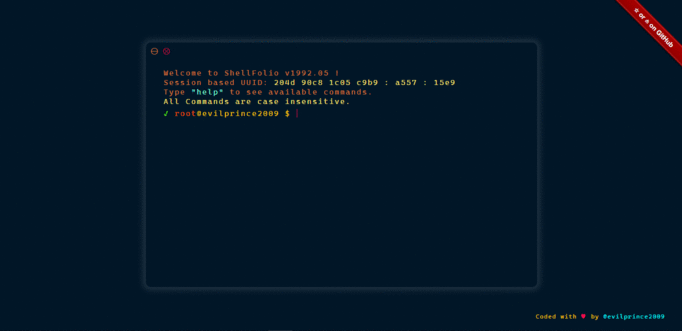 ☆ or ⋔ on GitHub
Welcome to ShellFolio v1992.05 !
Session based UUID: 204d 90c8 1c05 c9b9 : a557 : 15e9
Type "help" to see available commands.
All Commands are case insensitive.
✓ root@evilprince2009 $
Coded with ♥ by @evilprince2009